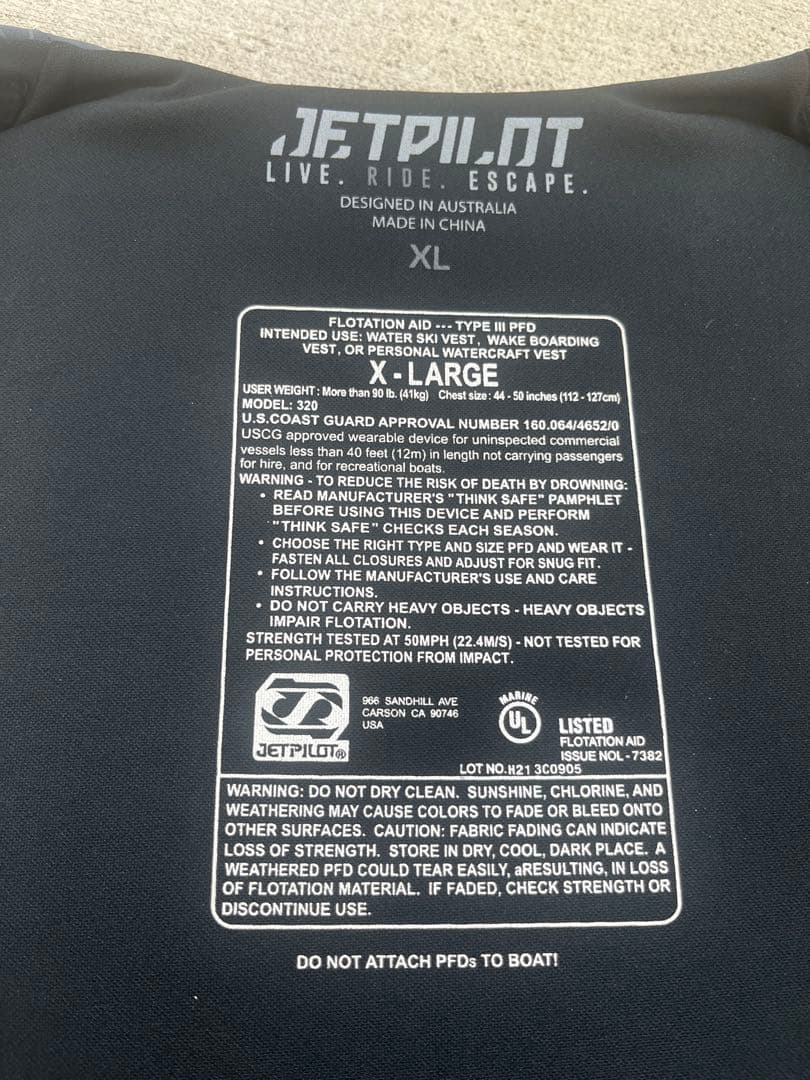 JETPILOT
LIVE. RIDE. ESCAPE.
DESIGNED IN AUSTRALIA
MADE IN CHINA
XL
FLOTATION AID --- TYPE III PFD
INTENDED USE: WATER SKI VEST, WAKE BOARDING
VEST, OR PERSONAL WATERCRAFT VEST
X - LARGE
USER WEIGHT : More than 90 lb. (41kg) Chest size : 44 - 50 inches (112 - 127cm)
MODEL: 320
U.S.COAST GUARD APPROVAL NUMBER 160.064/4652/0
USCG approved wearable device for uninspected commercial
vessels less than 40 feet (12m) in length not carrying passengers
for hire, and for recreational boats.
WARNING - TO REDUCE THE RISK OF DEATH BY DROWNING:
• READ MANUFACTURER'S "THINK SAFE" PAMPHLET
BEFORE USING THIS DEVICE AND PERFORM
"THINK SAFE" CHECKS EACH SEASON.
• CHOOSE THE RIGHT TYPE AND SIZE PFD AND WEAR IT -
FASTEN ALL CLOSURES AND ADJUST FOR SNUG FIT.
• FOLLOW THE MANUFACTURER'S USE AND CARE
INSTRUCTIONS.
• DO NOT CARRY HEAVY OBJECTS - HEAVY OBJECTS
IMPAIR FLOTATION.
STRENGTH TESTED AT 50MPH (22.4M/S) - NOT TESTED FOR
PERSONAL PROTECTION FROM IMPACT.
JETPILOT®
966 SANDHILL AVE
CARSON CA 90746
USA
MARINE
UL
LISTED
FLOTATION AID
ISSUE NOL - 7382
LOT NO.H21 3C0905
WARNING: DO NOT DRY CLEAN. SUNSHINE, CHLORINE, AND
WEATHERING MAY CAUSE COLORS TO FADE OR BLEED ONTO
OTHER SURFACES. CAUTION: FABRIC FADING CAN INDICATE
LOSS OF STRENGTH. STORE IN DRY, COOL, DARK PLACE. A
WEATHERED PFD COULD TEAR EASILY, aRESULTING, IN LOSS
OF FLOTATION MATERIAL. IF FADED, CHECK STRENGTH OR
DISCONTINUE USE.
DO NOT ATTACH PFDs TO BOAT!